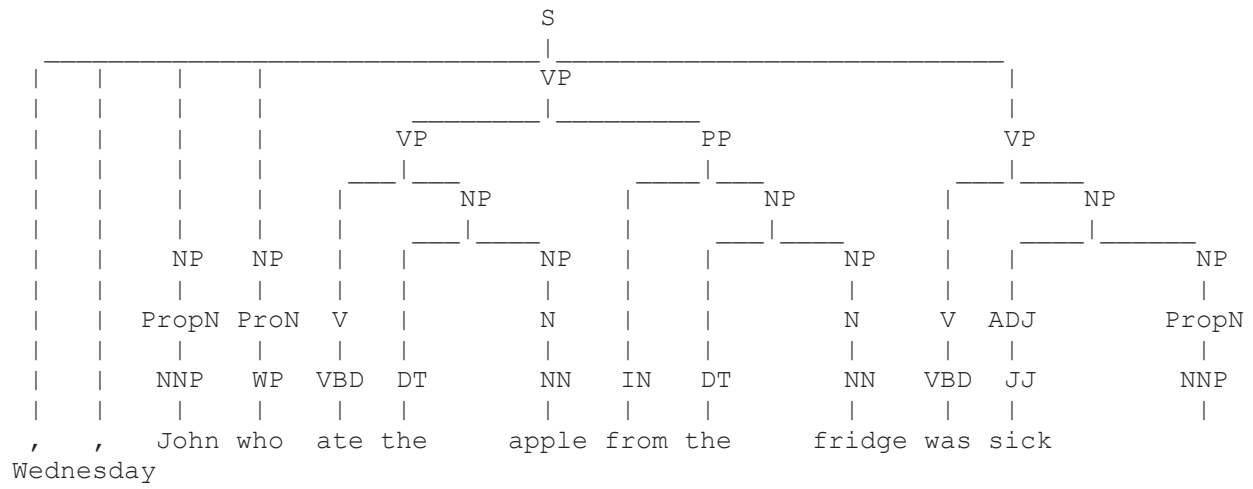 S
VP
VP PP VP
NP NP NP
NP NP NP NP NP
PropN ProN V N N V ADJ PropN
NNP WP VBD DT NN IN DT NN VBD JJ NNP
, , John who ate the apple from the fridge was sick
Wednesday